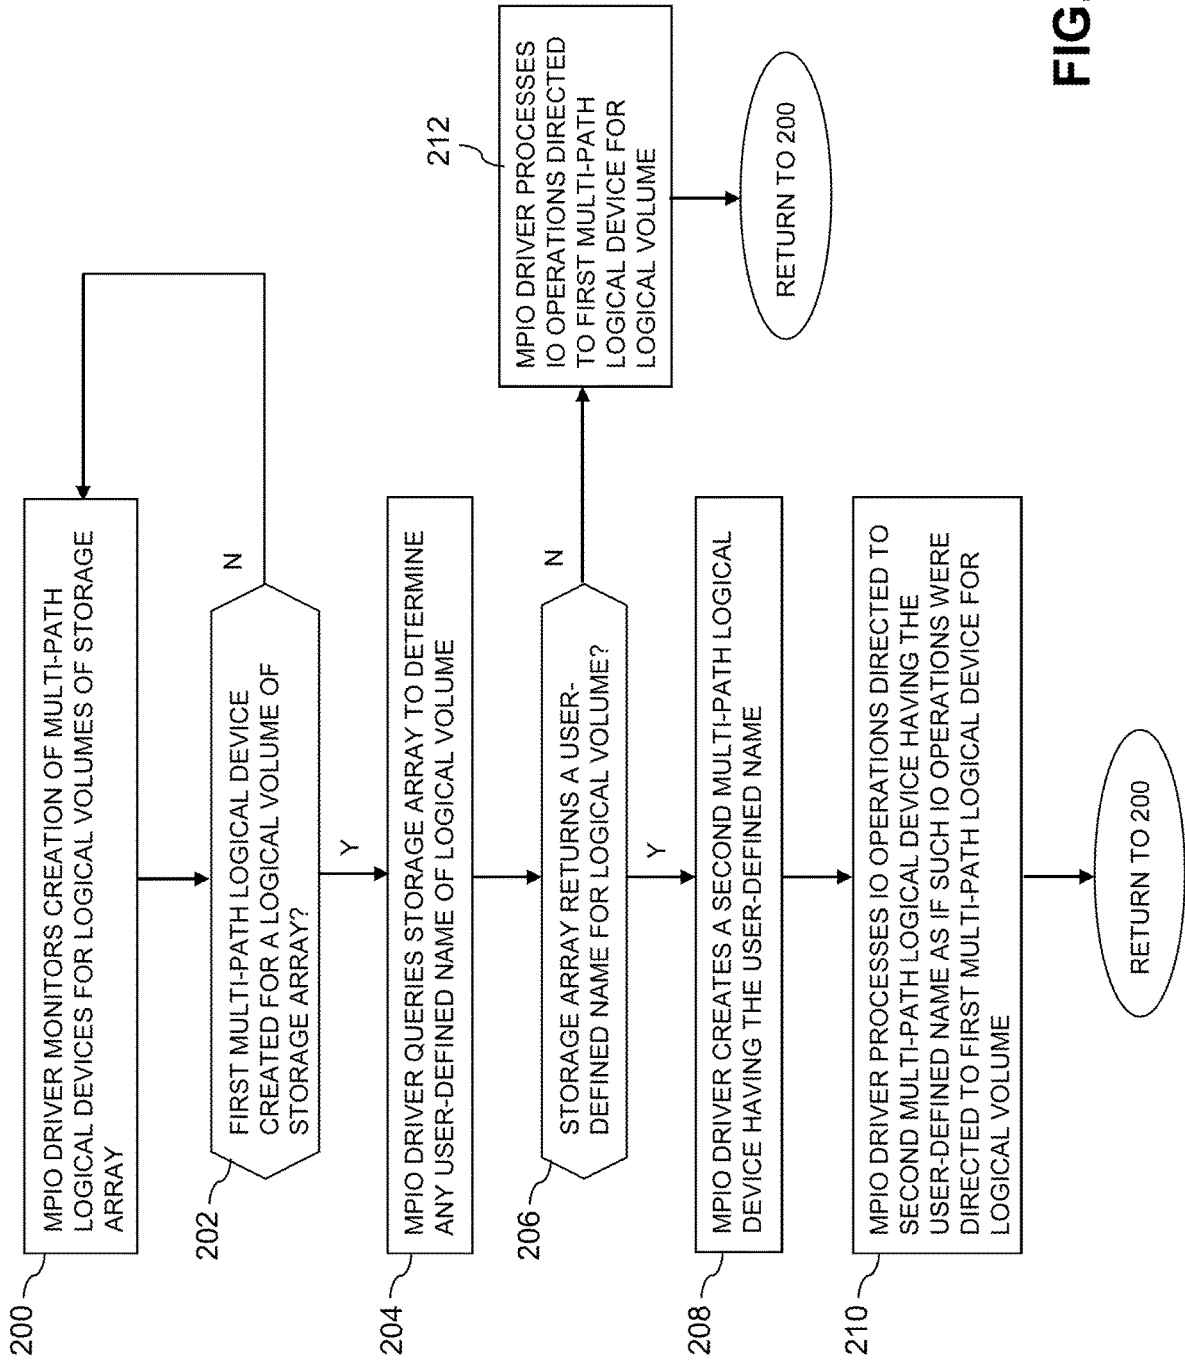 200
MPIO DRIVER MONITORS CREATION OF MULTI-PATH
LOGICAL DEVICES FOR LOGICAL VOLUMES OF STORAGE
ARRAY
202
FIRST MULTI-PATH LOGICAL DEVICE
CREATED FOR A LOGICAL VOLUME OF
STORAGE ARRAY?
N
Y
204
MPIO DRIVER QUERIES STORAGE ARRAY TO DETERMINE
ANY USER-DEFINED NAME OF LOGICAL VOLUME
206
STORAGE ARRAY RETURNS A USER-
DEFINED NAME FOR LOGICAL VOLUME?
N
Y
212
MPIO DRIVER PROCESSES
IO OPERATIONS DIRECTED
TO FIRST MULTI-PATH
LOGICAL DEVICE FOR
LOGICAL VOLUME
RETURN TO 200
208
MPIO DRIVER CREATES A SECOND MULTI-PATH LOGICAL
DEVICE HAVING THE USER-DEFINED NAME
210
MPIO DRIVER PROCESSES IO OPERATIONS DIRECTED TO
SECOND MULTI-PATH LOGICAL DEVICE HAVING THE
USER-DEFINED NAME AS IF SUCH IO OPERATIONS WERE
DIRECTED TO FIRST MULTI-PATH LOGICAL DEVICE FOR
LOGICAL VOLUME
RETURN TO 200
FIG.